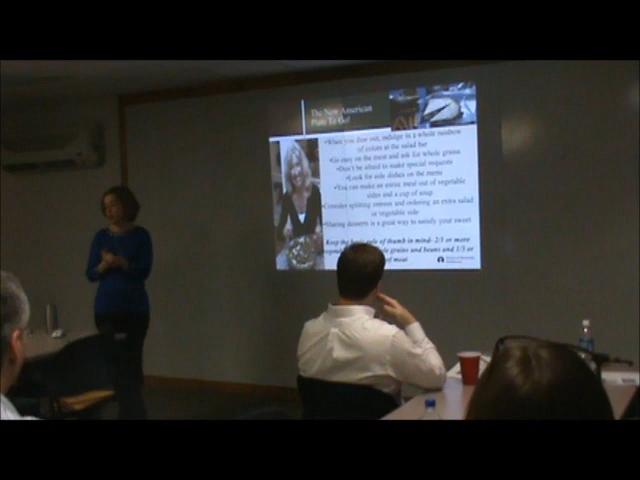 The New American
Plate To Go!
•When you dine out, indulge in a whole rainbow
of colors at the salad bar
•Go easy on the meat and ask for whole grains
•Don't be afraid to make special requests
•Look for side dishes on the menu
•You can make an entire meal out of vegetable
sides and a cup of soup
•Consider splitting entrees and ordering an extra salad
or vegetable side
•Sharing desserts is a great way to satisfy your sweet
Keep the basic rule of thumb in mind- 2/3 or more
grains and beans and 1/3 or
of meat